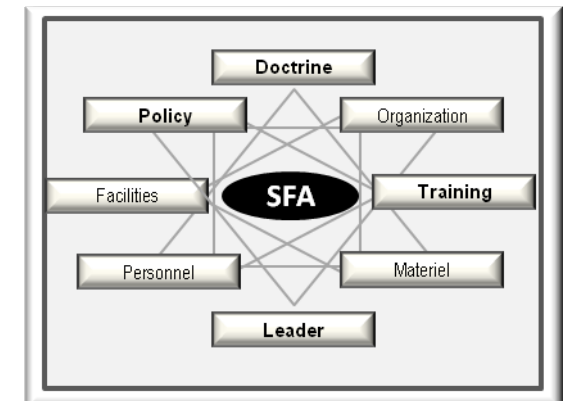 Doctrine
Policy
Organization
Facilities
SFA
Training
Personnel
Materiel
Leader